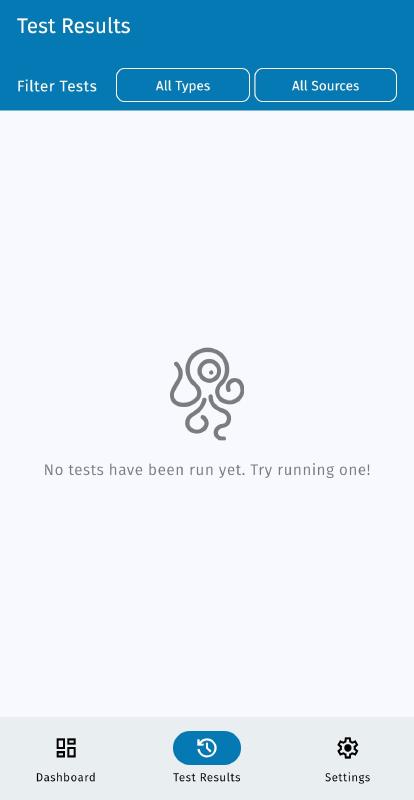 Test Results
Filter Tests
All Types
All Sources
No tests have been run yet. Try running one!
Dashboard
Test Results
Settings